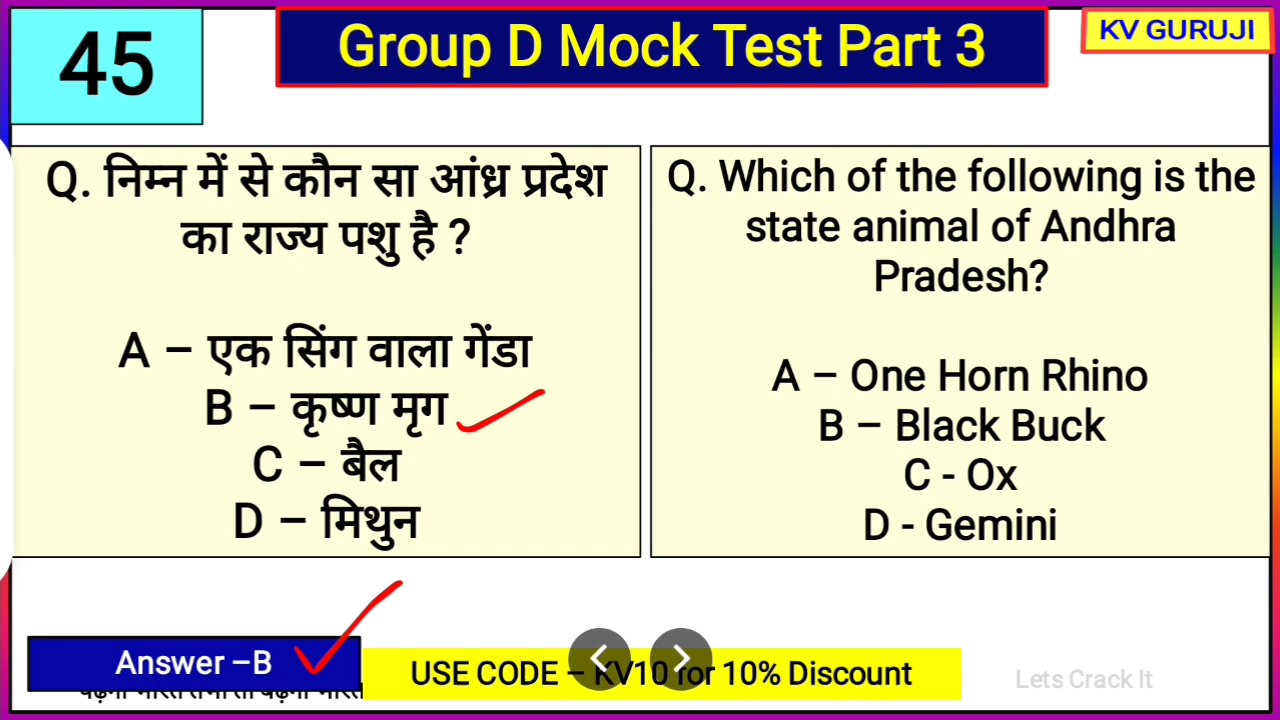 45
Group D Mock Test Part 3
KV GURUJI
Q. निम्न में से कौन सा आंध्र प्रदेश
का राज्य पशु है ?
A – एक सिंग वाला गेंडा
B – कृष्ण मृग
C – बैल
D – मिथुन
Q. Which of the following is the
state animal of Andhra
Pradesh?
A – One Horn Rhino
B – Black Buck
C - Ox
D - Gemini
Answer –B
USE CODE – KV10 for 10% Discount
Lets Crack It